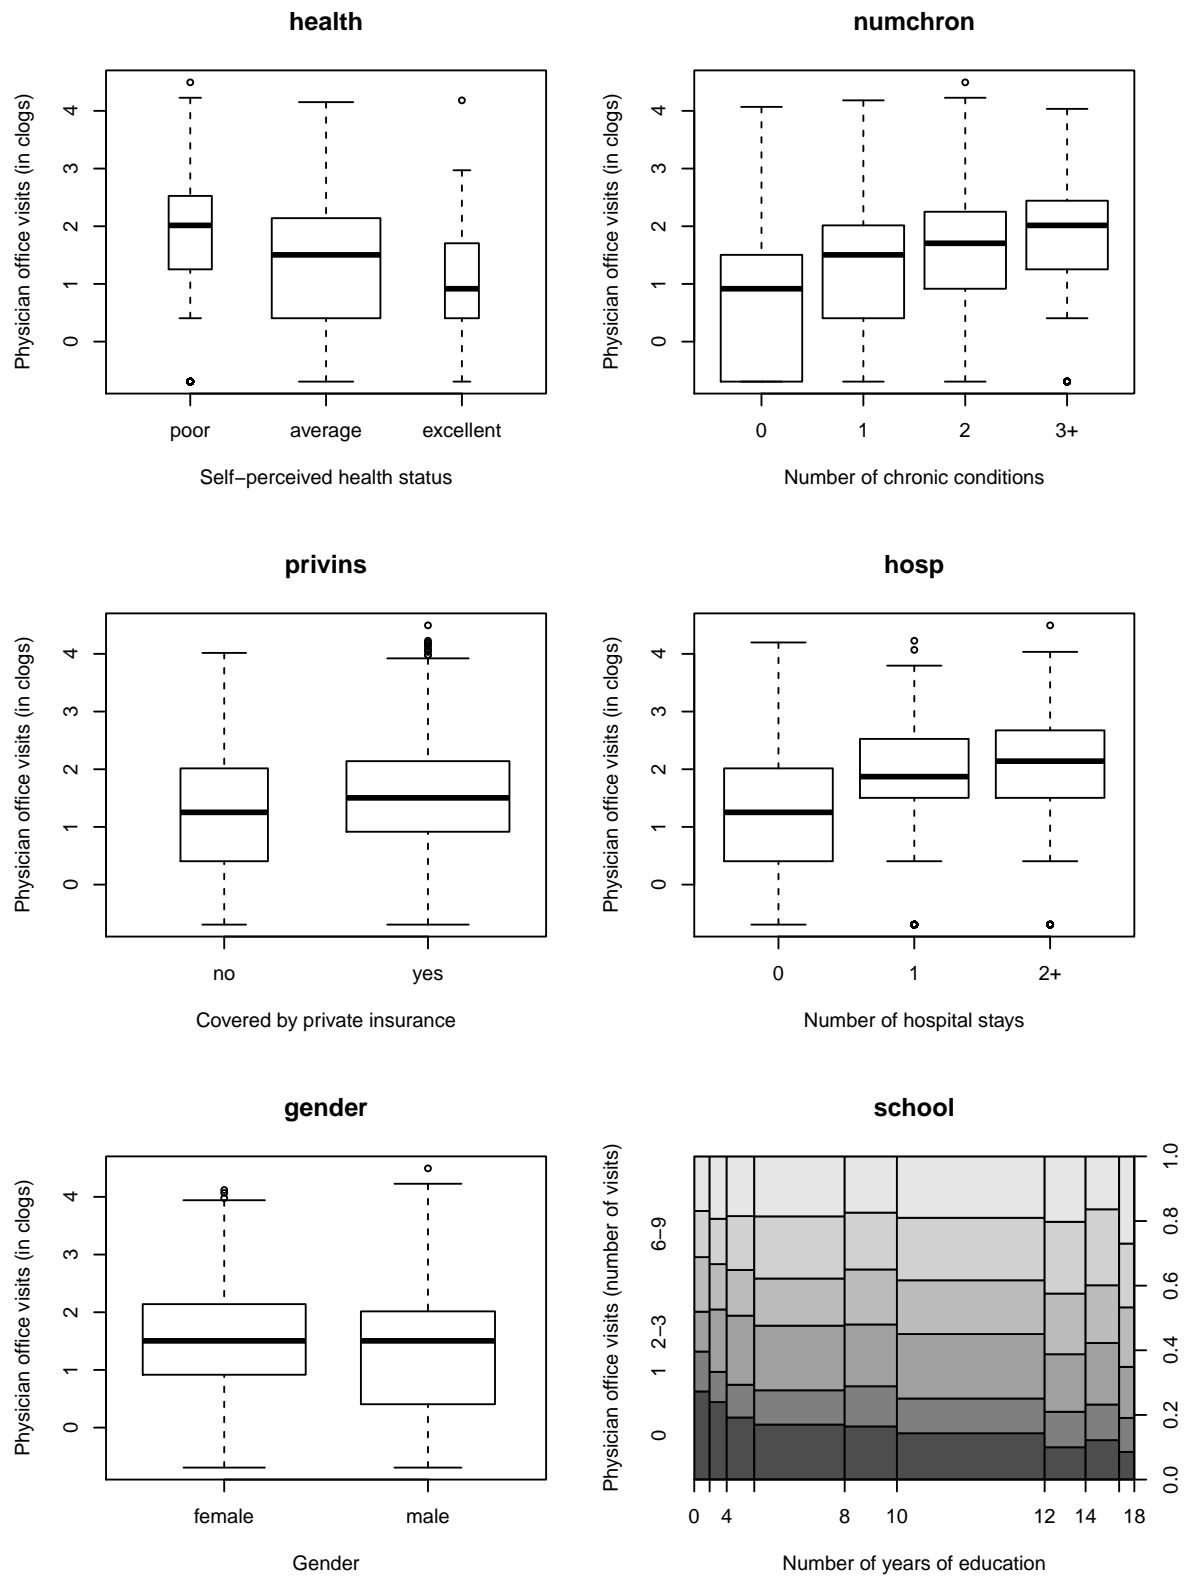 health
Physician office visits (in clogs)
0 1 2 3 4
poor average excellent
Self−perceived health status
numchron
Physician office visits (in clogs)
0 1 2 3 4
0 1 2 3+
Number of chronic conditions
privins
Physician office visits (in clogs)
0 1 2 3 4
no yes
Covered by private insurance
hosp
Physician office visits (in clogs)
0 1 2 3 4
0 1 2+
Number of hospital stays
gender
Physician office visits (in clogs)
0 1 2 3 4
female male
Gender
school
Physician office visits (number of visits)
0 1 2−3 6−9
0.0 0.2 0.4 0.6 0.8 1.0
0 4 8 10 12 14 18
Number of years of education